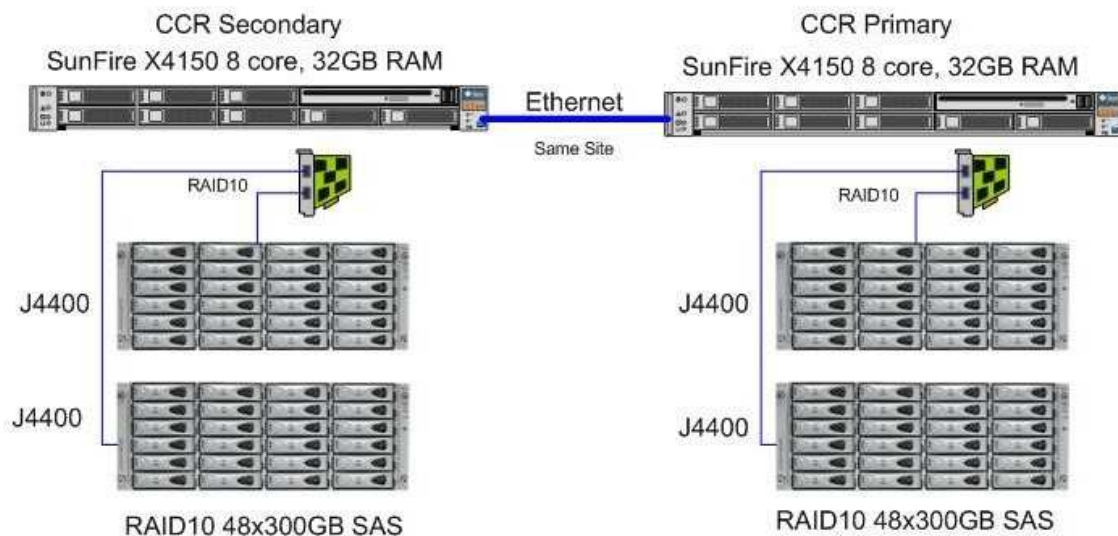 CCR Secondary
SunFire X4150 8 core, 32GB RAM
CCR Primary
SunFire X4150 8 core, 32GB RAM
Ethernet
Same Site
RAID10
RAID10
J4400
J4400
J4400
J4400
RAID10 48x300GB SAS
RAID10 48x300GB SAS